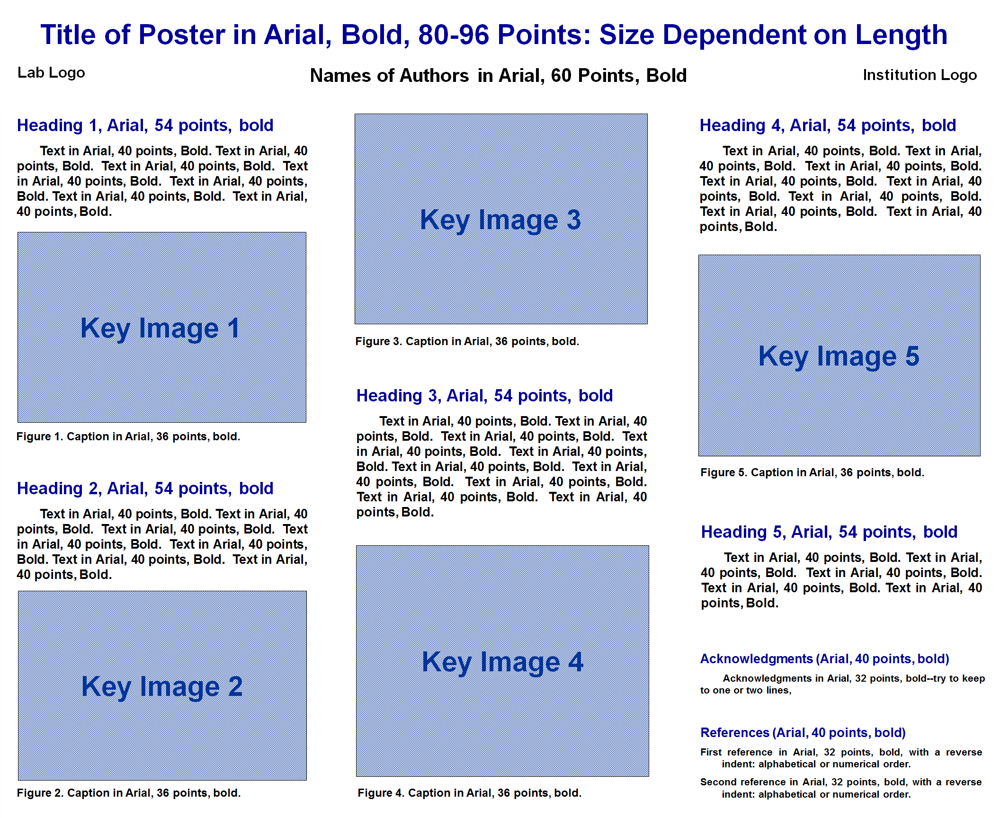 Title of Poster in Arial, Bold, 80-96 Points: Size Dependent on Length
Lab Logo
Names of Authors in Arial, 60 Points, Bold
Institution Logo
Heading 1, Arial, 54 points, bold
Text in Arial, 40 points, Bold. Text in Arial, 40
points, Bold. Text in Arial, 40 points, Bold. Text
in Arial, 40 points, Bold. Text in Arial, 40 points,
Bold. Text in Arial, 40 points, Bold. Text in Arial,
40 points, Bold.
Key Image 1
Figure 1. Caption in Arial, 36 points, bold.
Heading 2, Arial, 54 points, bold
Text in Arial, 40 points, Bold. Text in Arial, 40
points, Bold. Text in Arial, 40 points, Bold. Text
in Arial, 40 points, Bold. Text in Arial, 40 points,
Bold. Text in Arial, 40 points, Bold. Text in Arial,
40 points, Bold.
Key Image 2
Figure 2. Caption in Arial, 36 points, bold.
Key Image 3
Figure 3. Caption in Arial, 36 points, bold.
Heading 3, Arial, 54 points, bold
Text in Arial, 40 points, Bold. Text in Arial, 40
points, Bold. Text in Arial, 40 points, Bold. Text
in Arial, 40 points, Bold. Text in Arial, 40 points,
Bold. Text in Arial, 40 points, Bold. Text in Arial,
40 points, Bold. Text in Arial, 40 points, Bold.
Text in Arial, 40 points, Bold. Text in Arial, 40
points, Bold.
Key Image 4
Figure 4. Caption in Arial, 36 points, bold.
Heading 4, Arial, 54 points, bold
Text in Arial, 40 points, Bold. Text in Arial,
40 points, Bold. Text in Arial, 40 points, Bold.
Text in Arial, 40 points, Bold. Text in Arial, 40
points, Bold. Text in Arial, 40 points, Bold.
Text in Arial, 40 points, Bold. Text in Arial, 40
points, Bold.
Key Image 5
Figure 5. Caption in Arial, 36 points, bold.
Heading 5, Arial, 54 points, bold
Text in Arial, 40 points, Bold. Text in Arial,
40 points, Bold. Text in Arial, 40 points, Bold.
Text in Arial, 40 points, Bold. Text in Arial, 40
points, Bold.
Acknowledgments (Arial, 40 points, bold)
Acknowledgments in Arial, 32 points, bold--try to keep
to one or two lines,
References (Arial, 40 points, bold)
First reference in Arial, 32 points, bold, with a reverse
indent: alphabetical or numerical order.
Second reference in Arial, 32 points, bold, with a reverse
indent: alphabetical or numerical order.